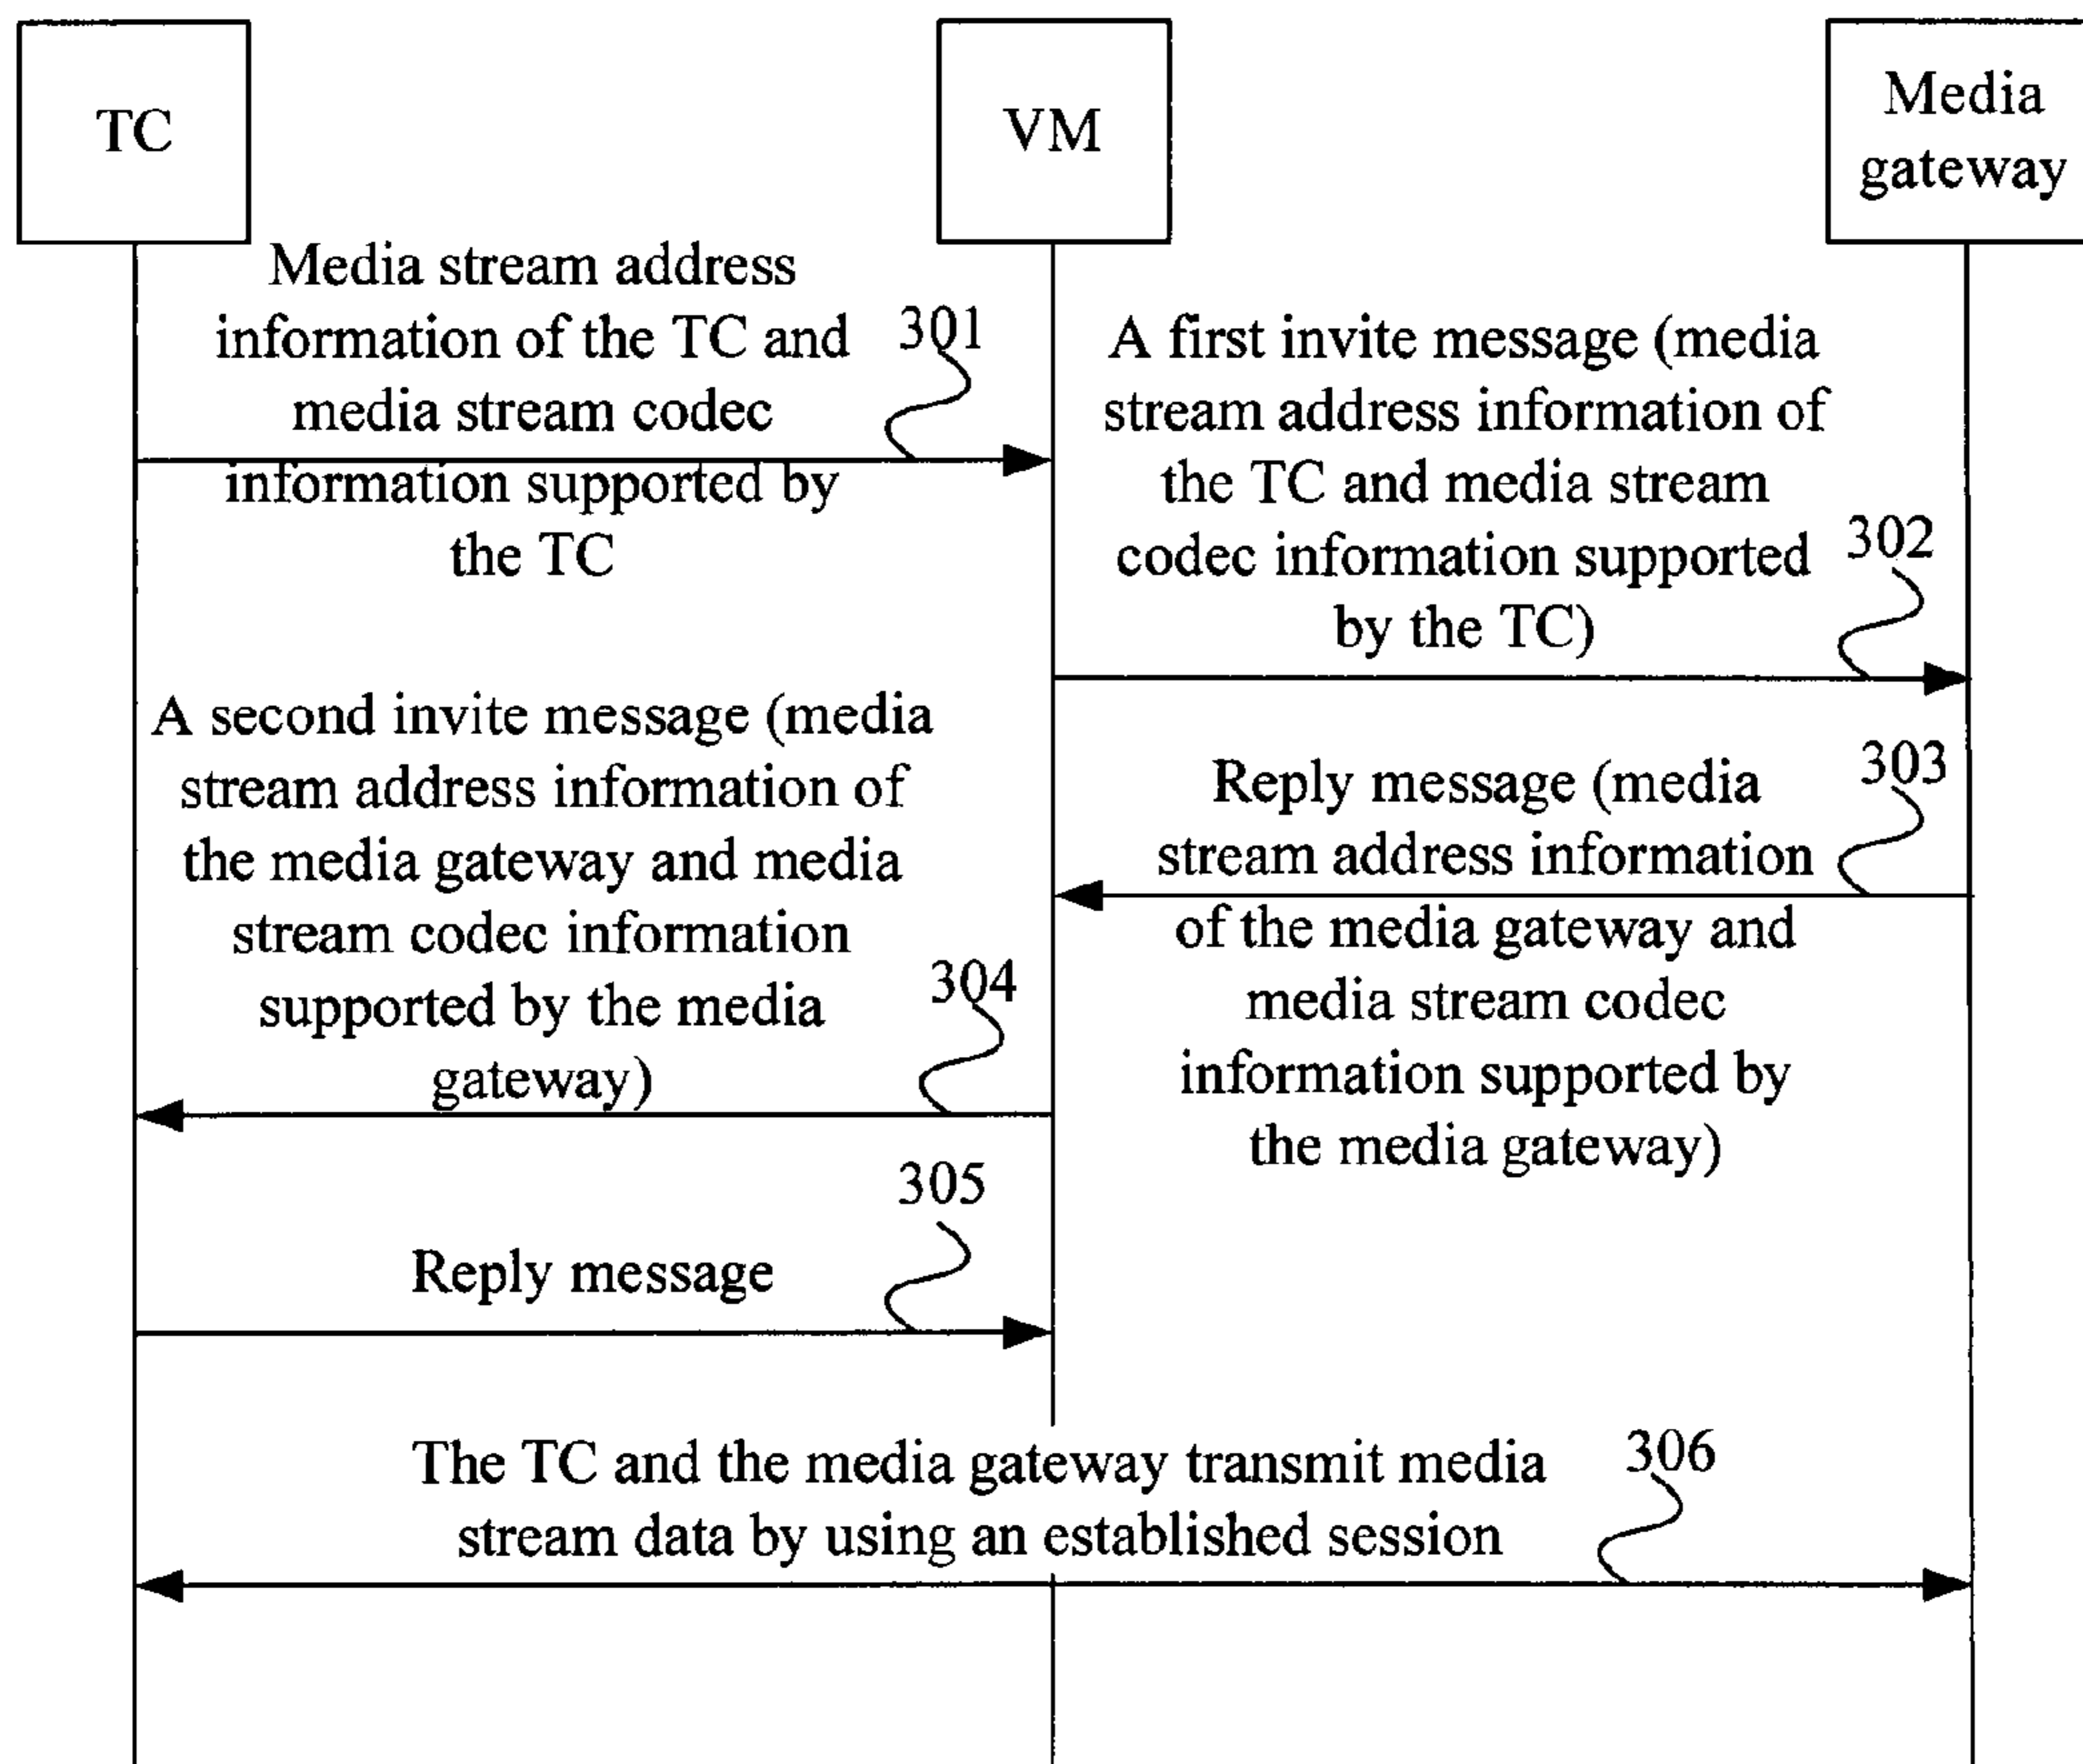 TC
VM
Media
gateway
Media stream address
information of the TC and
media stream codec
information supported by
the TC
301
A first invite message (media
stream address information of
the TC and media stream
codec information supported
by the TC)
302
Reply message (media
stream address information
of the media gateway and
media stream codec
information supported by
the media gateway)
303
A second invite message (media
stream address information of
the media gateway and media
stream codec information
supported by the media
gateway)
304
305
Reply message
The TC and the media gateway transmit media
stream data by using an established session
306